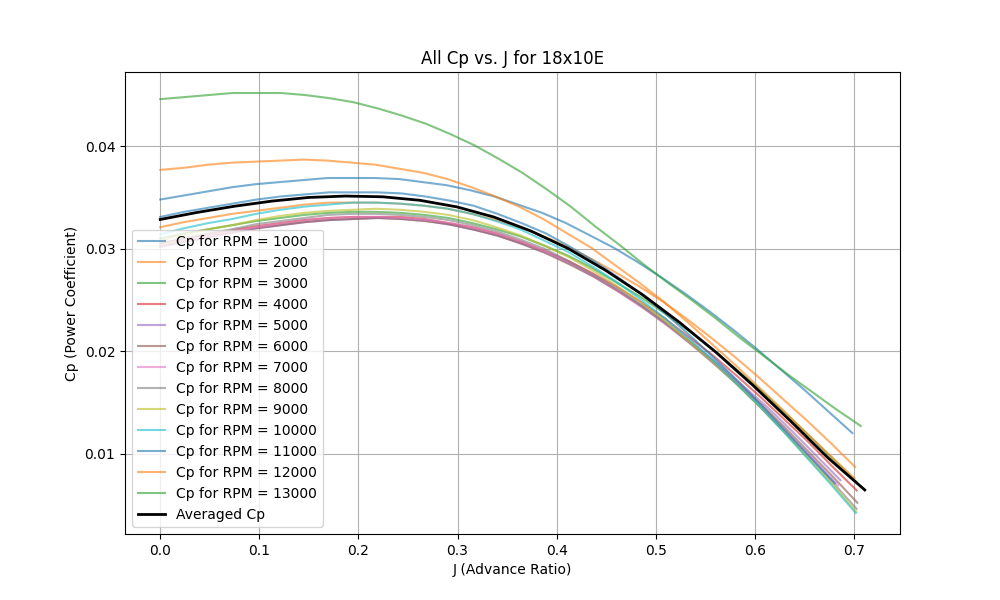 All Cp vs. J for 18x10E
Cp (Power Coefficient)
0.04
0.03
0.02
0.01
Cp for RPM = 1000
Cp for RPM = 2000
Cp for RPM = 3000
Cp for RPM = 4000
Cp for RPM = 5000
Cp for RPM = 6000
Cp for RPM = 7000
Cp for RPM = 8000
Cp for RPM = 9000
Cp for RPM = 10000
Cp for RPM = 11000
Cp for RPM = 12000
Cp for RPM = 13000
Averaged Cp
0.0 0.1 0.2 0.3 0.4 0.5 0.6 0.7
J (Advance Ratio)